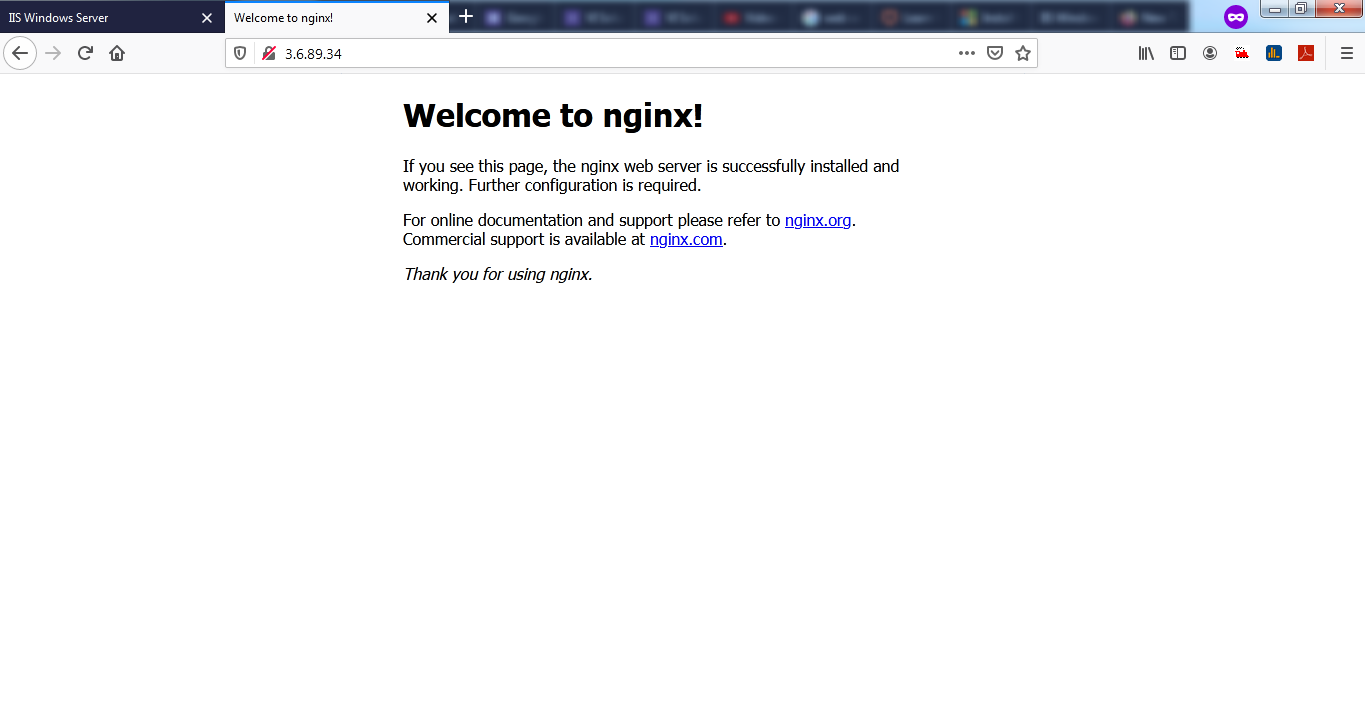 IIS Windows Server
Welcome to nginx!
3.6.89.34
Welcome to nginx!
If you see this page, the nginx web server is successfully installed and
working. Further configuration is required.
For online documentation and support please refer to nginx.org.
Commercial support is available at nginx.com.
Thank you for using nginx.